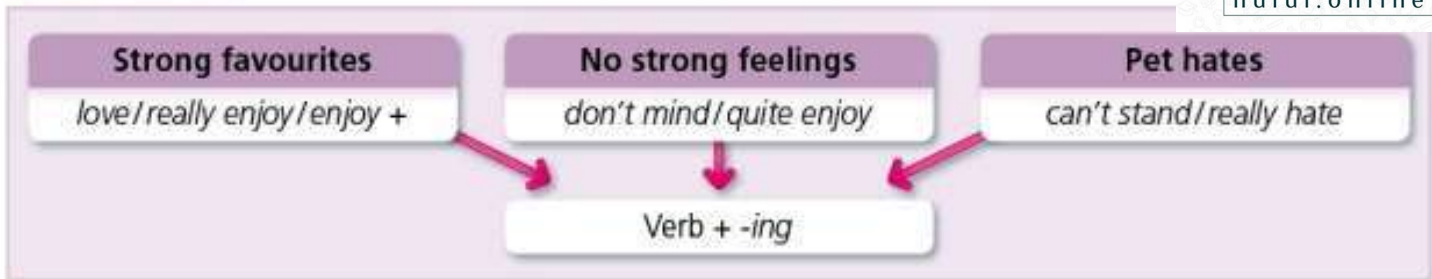 Strong favourites
love/really enjoy/enjoy +
No strong feelings
don't mind/quite enjoy
Pet hates
can't stand/really hate
Verb + -ing